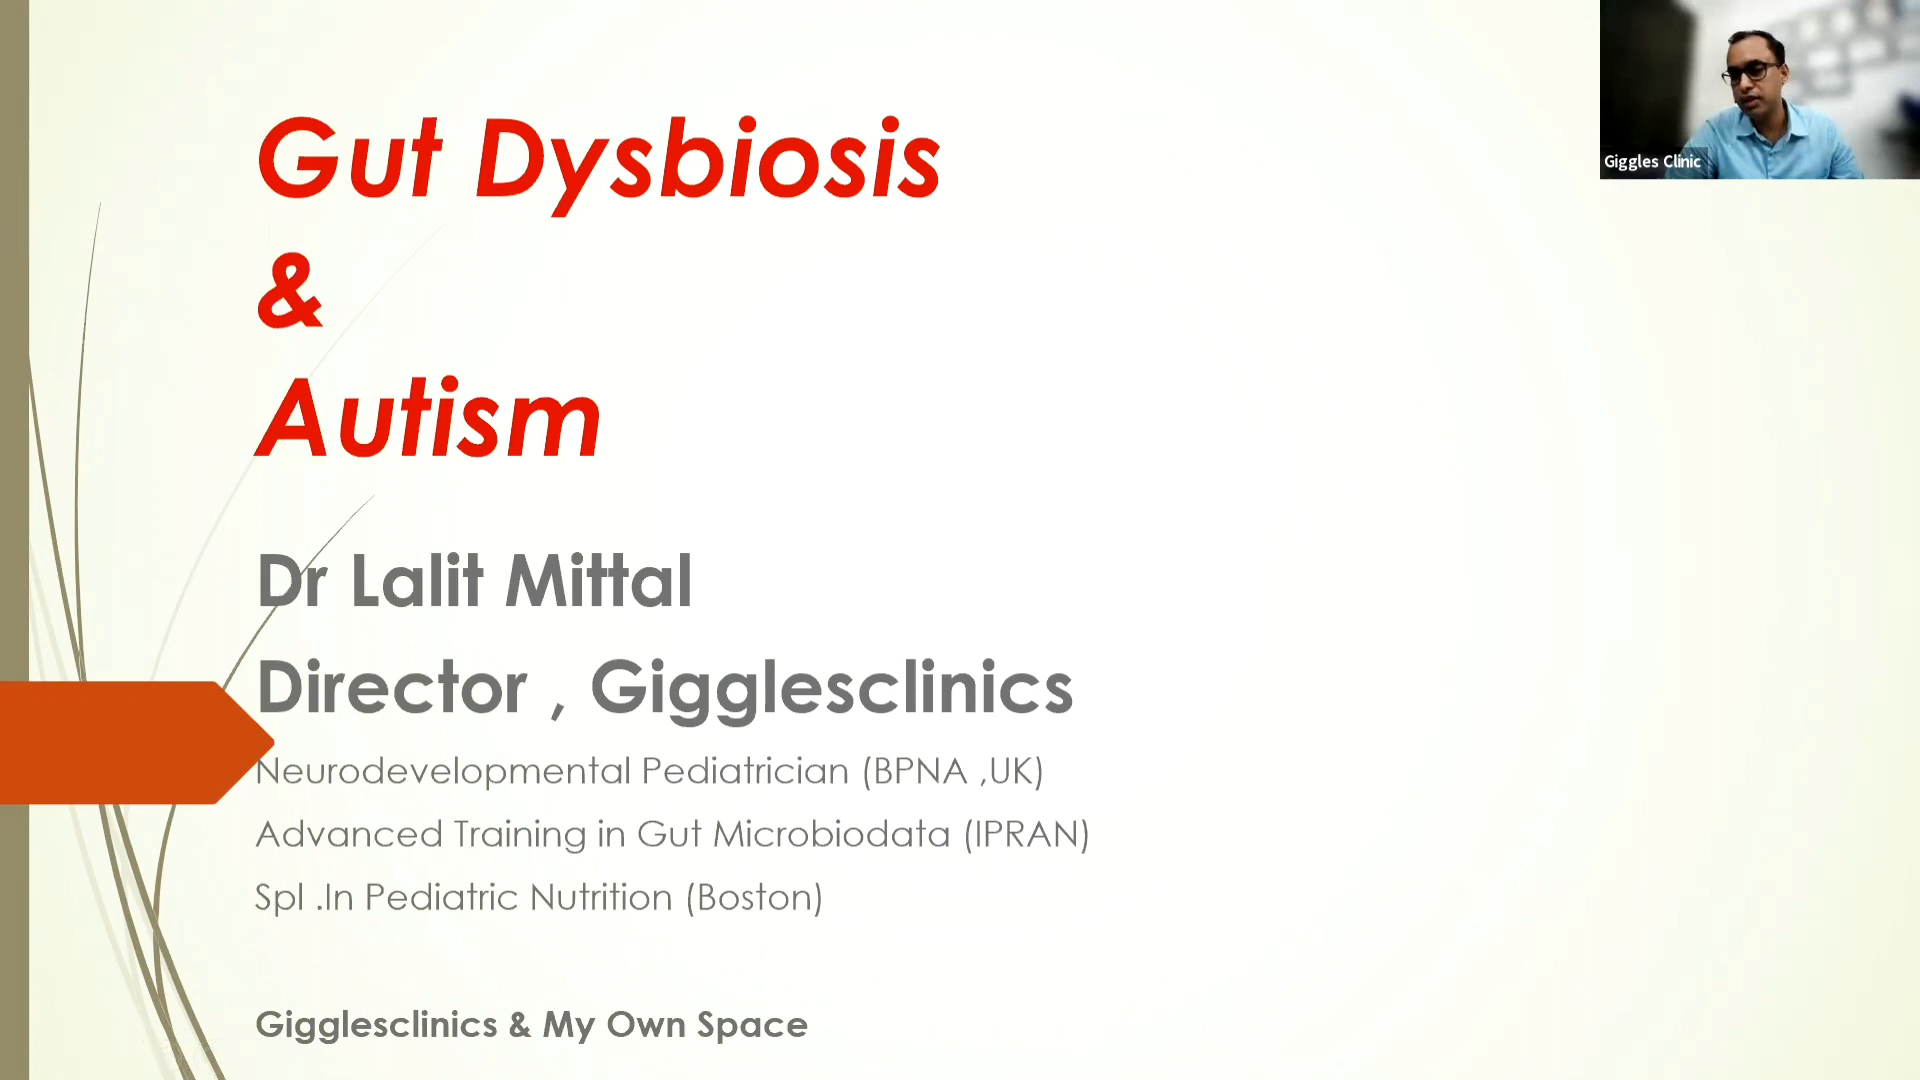 Gut Dysbiosis
&
Autism
Dr Lalit Mittal
Director , Gigglesclinics
Neurodevelopmental Pediatrician (BPNA ,UK)
Advanced Training in Gut Microbiodata (IPRAN)
Spl .In Pediatric Nutrition (Boston)
Gigglesclinics & My Own Space
Giggles Clinic